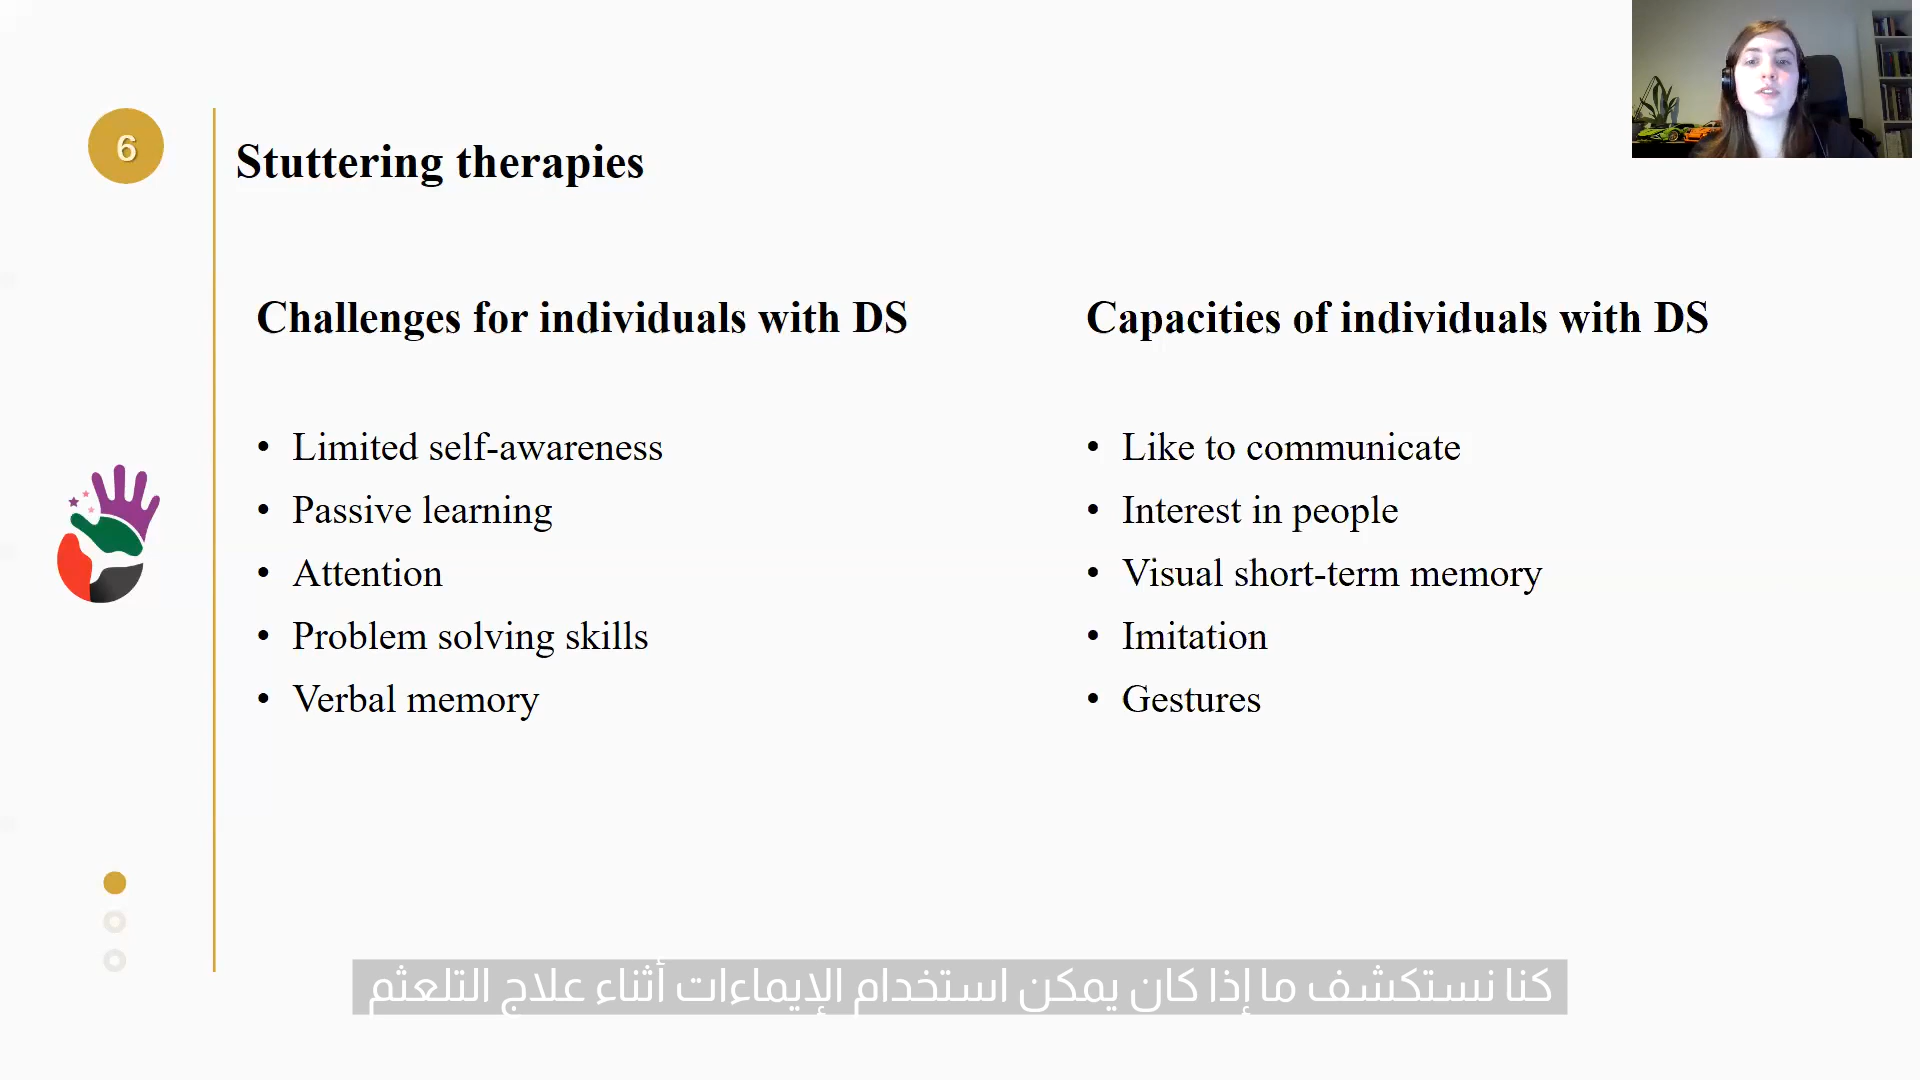 6
Stuttering therapies
Challenges for individuals with DS
• Limited self-awareness
• Passive learning
• Attention
• Problem solving skills
• Verbal memory
Capacities of individuals with DS
• Like to communicate
• Interest in people
• Visual short-term memory
• Imitation
• Gestures
كنا نستكشف ما إذا كان يمكن استخدام الإيماءات أثناء علاج التلعثم